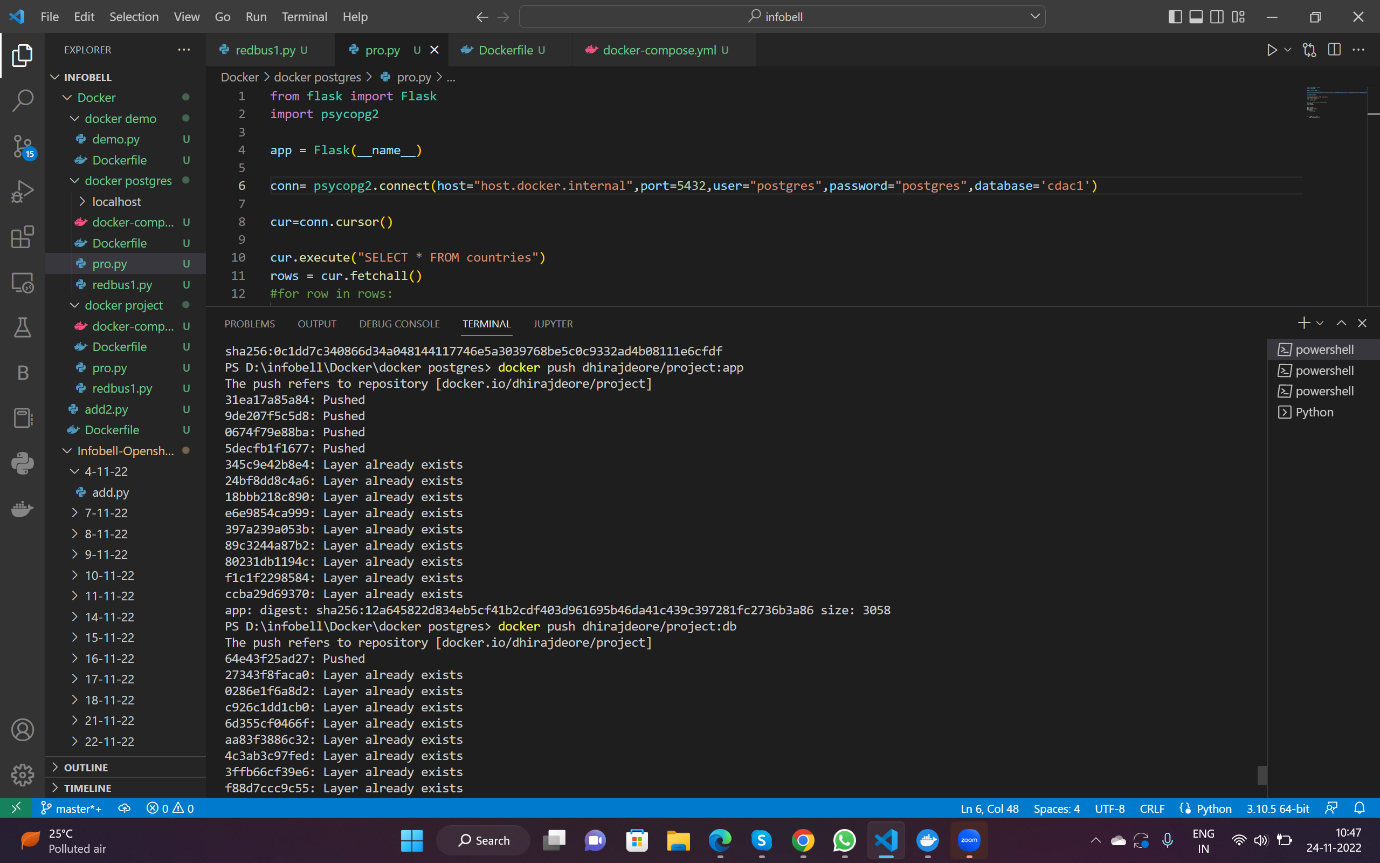 File Edit Selection View Go Run Terminal Help
infobell
EXPLORER
INFOBELL
Docker
docker demo
demo.py U
Dockerfile U
docker postgres
localhost
docker-comp... U
Dockerfile U
pro.py U
redbus1.py U
docker project
docker-comp... U
Dockerfile U
pro.py U
redbus1.py U
add2.py U
Dockerfile U
Infobell-Opensh...
4-11-22
add.py
7-11-22
8-11-22
9-11-22
10-11-22
11-11-22
14-11-22
15-11-22
16-11-22
17-11-22
18-11-22
21-11-22
22-11-22
OUTLINE
TIMELINE
15
B
redbus1.py U pro.py U Dockerfile U docker-compose.yml U
Docker > docker postgres > pro.py > ...
1 from flask import Flask
2 import psycopg2
3
4 app = Flask(__name__)
5
6 conn= psycopg2.connect(host="host.docker.internal",port=5432,user="postgres",password="postgres",database='cdac1')
7
8 cur=conn.cursor()
9
10 cur.execute("SELECT * FROM countries")
11 rows = cur.fetchall()
12 #for row in rows:
PROBLEMS OUTPUT DEBUG CONSOLE TERMINAL JUPYTER
sha256:0c1dd7c340866d34a048144117746e5a3039768be5c0c9332ad4b08111e6cfdf
PS D:\infobell\Docker\docker postgres> docker push dhirajdeore/project:app
The push refers to repository [docker.io/dhirajdeore/project]
31ea17a85a84: Pushed
9de207f5c5d8: Pushed
0674f79e88ba: Pushed
5decfb1f1677: Pushed
345c9e42b8e4: Layer already exists
24bf8dd8c4a6: Layer already exists
18bbb218c890: Layer already exists
e6e9854ca999: Layer already exists
397a239a053b: Layer already exists
89c3244a87b2: Layer already exists
80231db1194c: Layer already exists
f1c1f2298584: Layer already exists
ccba29d69370: Layer already exists
app: digest: sha256:12a645822d834eb5cf41b2cdf403d961695b46da41c439c397281fc2736b3a86 size: 3058
PS D:\infobell\Docker\docker postgres> docker push dhirajdeore/project:db
The push refers to repository [docker.io/dhirajdeore/project]
64e43f25ad27: Pushed
27343f8faca0: Layer already exists
0286e1f6a8d2: Layer already exists
c926c1dd1cb0: Layer already exists
6d355cf0466f: Layer already exists
aa83f3886c32: Layer already exists
4c3ab3c97fed: Layer already exists
3ffb66cf39e6: Layer already exists
f88d7ccc9c55: Layer already exists
powershell
powershell
powershell
Python
master*+ 0 0 Ln 6, Col 48 Spaces: 4 UTF-8 CRLF Python 3.10.5 64-bit
25°C
Polluted air
Search
zoom
ENG
IN
10:47
24-11-2022